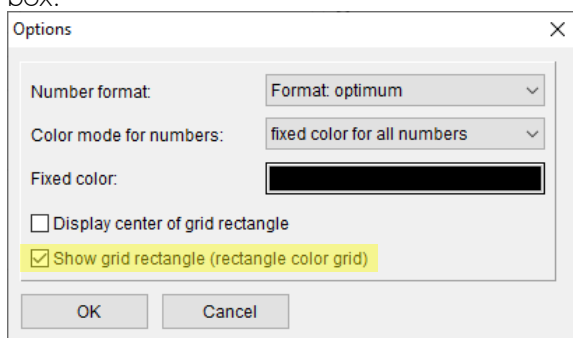 box.
Options
Number format: Format: optimum
Color mode for numbers: fixed color for all numbers
Fixed color:
Display center of grid rectangle
Show grid rectangle (rectangle color grid)
OK Cancel